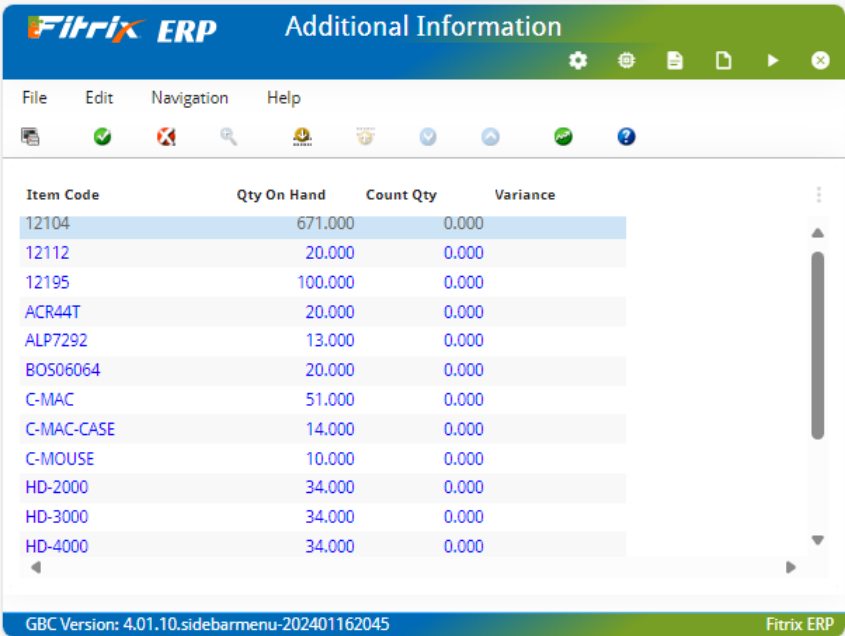 Fitrix ERP Additional Information
File Edit Navigation Help
Item Code Qty On Hand Count Qty Variance
12104 671.000 0.000
12112 20.000 0.000
12195 100.000 0.000
ACR44T 20.000 0.000
ALP7292 13.000 0.000
BOS06064 20.000 0.000
C-MAC 51.000 0.000
C-MAC-CASE 14.000 0.000
C-MOUSE 10.000 0.000
HD-2000 34.000 0.000
HD-3000 34.000 0.000
HD-4000 34.000 0.000
GBC Version: 4.01.10.sidebarmenu-202401162045 Fitrix ERP